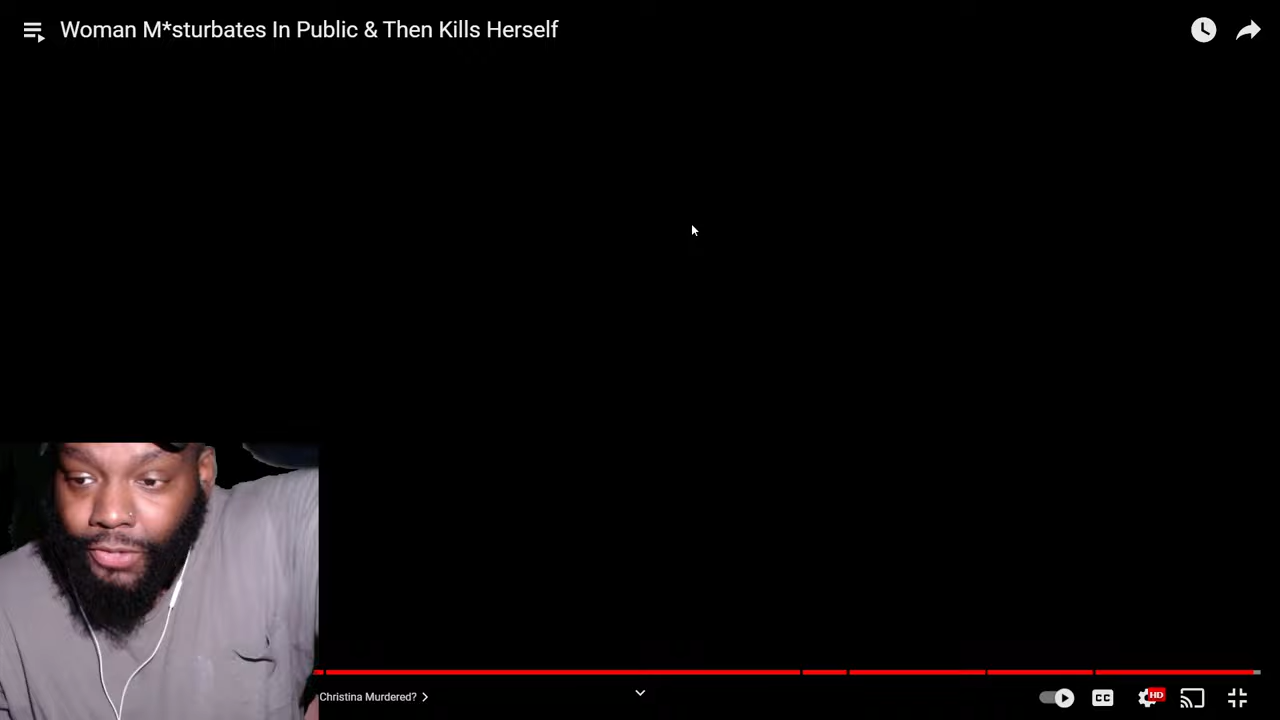 Woman M*sturbates In Public & Then Kills Herself
Christina Murdered?
CC
HD